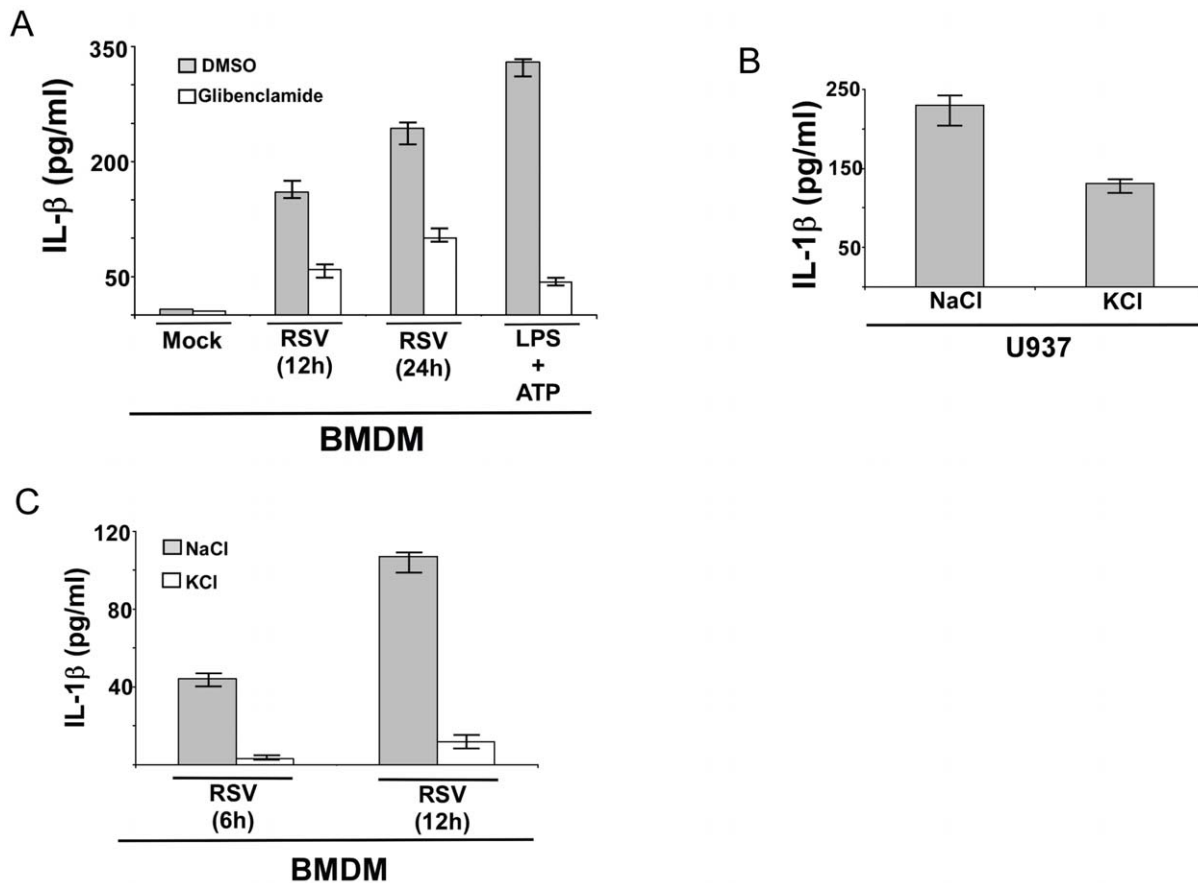 A
IL-β (pg/ml)
350
200
50
DMSO
Glibenclamide
Mock
RSV
(12h)
RSV
(24h)
LPS
+
ATP
BMDM
B
IL-1β (pg/ml)
250
150
50
NaCl
KCl
U937
C
IL-1β (pg/ml)
120
80
40
NaCl
KCl
RSV
(6h)
RSV
(12h)
BMDM